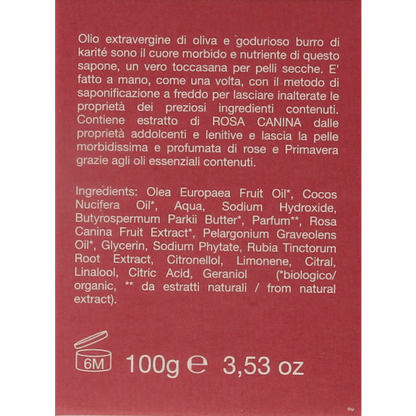 Olio extravergine di oliva e godurioso burro di
karité sono il cuore morbido e nutriente di questo
sapone, un vero toccasana per pelli secche. E'
fatto a mano, come una volta, con il metodo di
saponificazione a freddo per lasciare inalterate le
proprietà dei preziosi ingredienti contenuti.
Contiene estratto di ROSA CANINA dalle
proprietà addolcenti e lenitive e lascia la pelle
morbidissima e profumata di rose e Primavera
grazie agli oli essenziali contenuti.
Ingredients: Olea Europaea Fruit Oil*, Cocos
Nucifera Oil*, Aqua, Sodium Hydroxide,
Butyrospermum Parkii Butter*, Parfum**, Rosa
Canina Fruit Extract*, Pelargonium Graveolens
Oil*, Glycerin, Sodium Phytate, Rubia Tinctorum
Root Extract, Citronellol, Limonene, Citral,
Linalool, Citric Acid, Geraniol (*biologico/
organic, ** da estratti naturali / from natural
extract).
6M 100g ℮ 3,53 oz